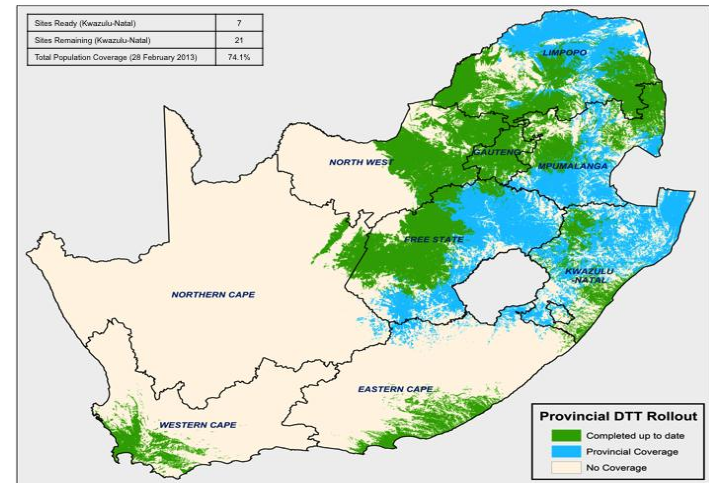 Sites Ready (Kwazulu-Natal) 7
Sites Remaining (Kwazulu-Natal) 21
Total Population Coverage (28 February 2013) 74.1%
LIMPOPO
NORTH WEST
GAUTENG
MPUMALANGA
FREE STATE
KWAZULU
-NATAL
NORTHERN CAPE
EASTERN CAPE
WESTERN CAPE
Provincial DTT Rollout
Completed up to date
Provincial Coverage
No Coverage